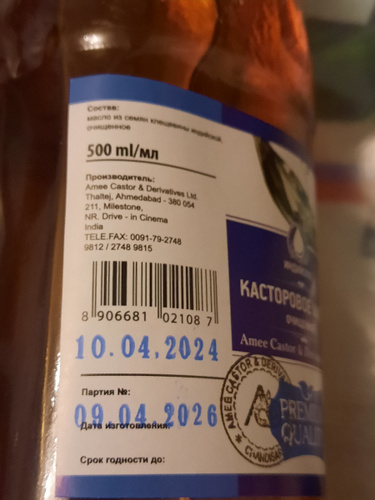 Состав:
масло из семян клещевины индийской,
очищенное
500 ml/мл
Производитель:
Amee Castor & Derivatives Ltd.
Thaltej, Ahmedabad - 380 054
211, Milestone,
NR. Drive - in Cinema
India
TELE.FAX: 0091-79-2748
9812 / 2748 9815
8 906681 02108 7
10.04.2024
Партия №:
09.04.2026
Дата изготовления:
Срок годности до:
КАСТОРОВОЕ
Amee Castor &
AMEE CASTOR &
PREMIUM
QUALITY